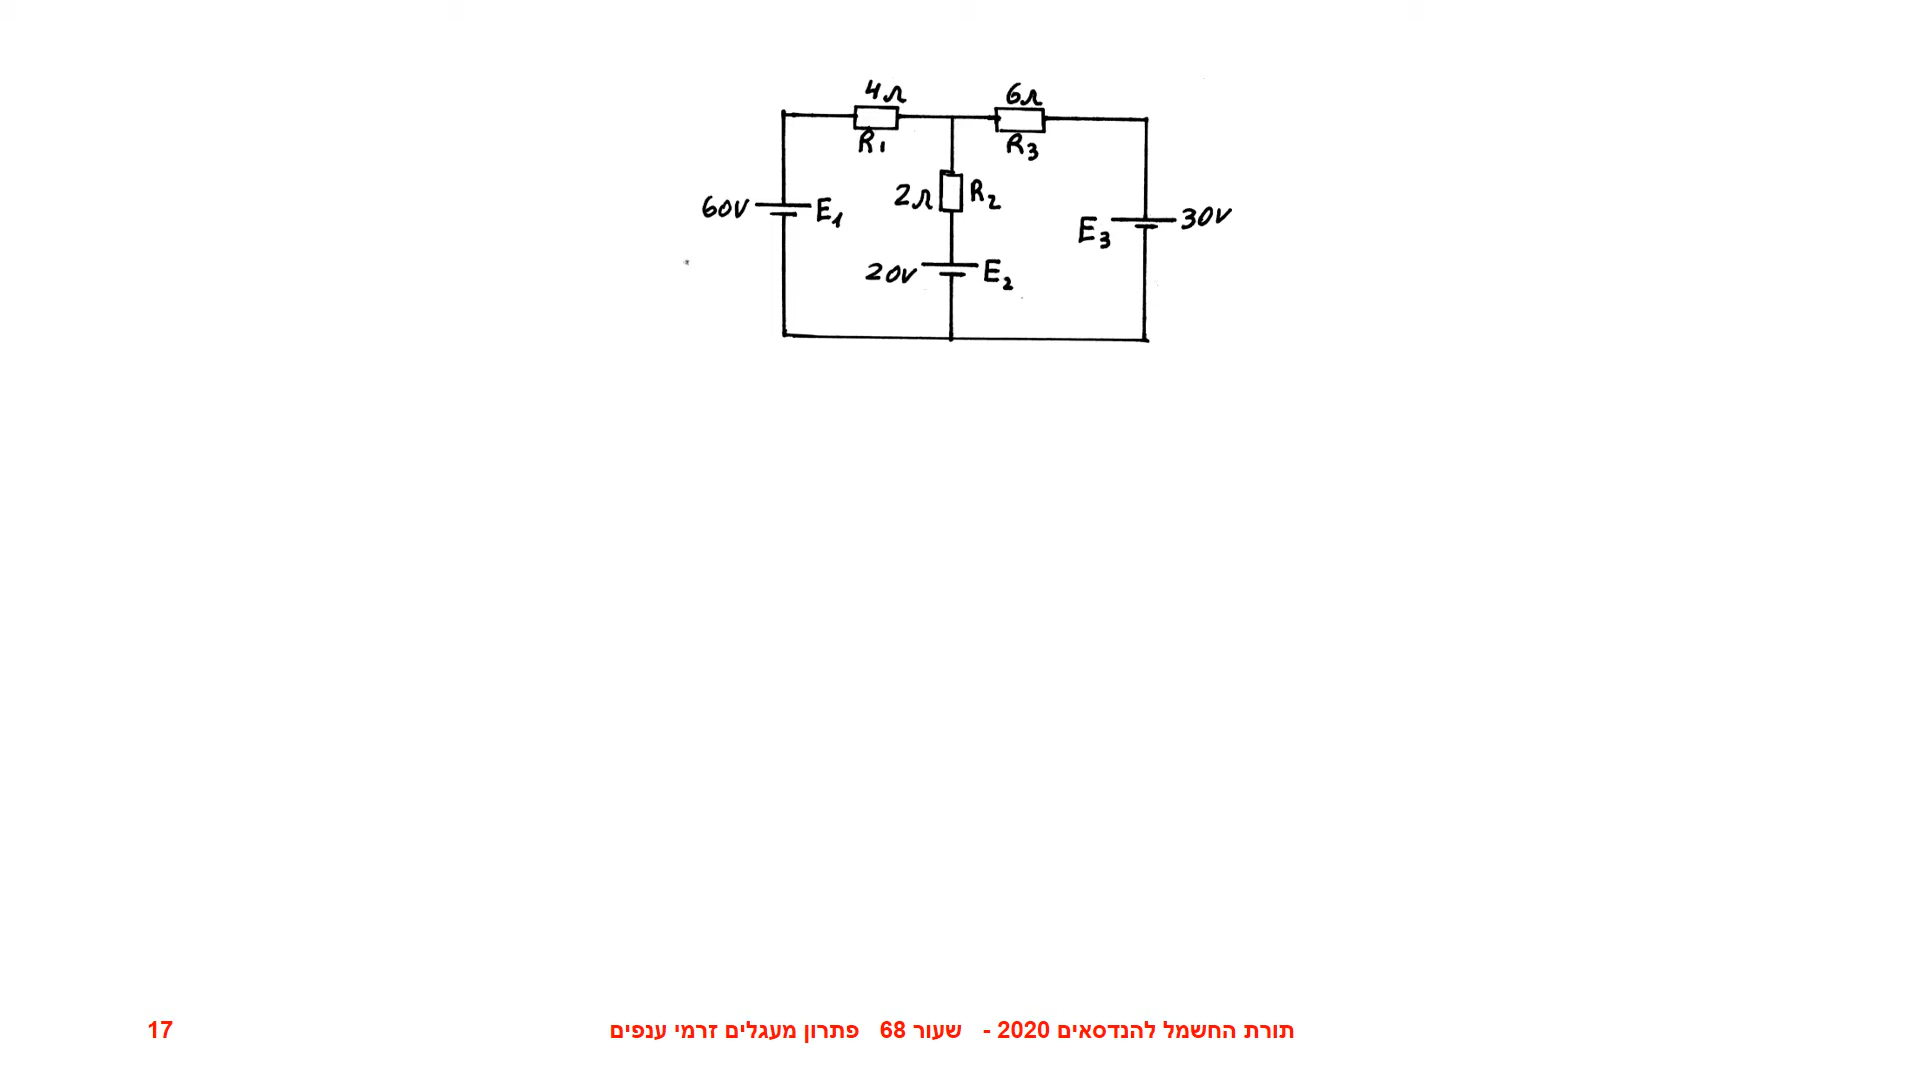 4Ω 6Ω
R1 R3
60V E1 2Ω R2 E3 30V
20V E2
תורת החשמל להנדסאים 2020 - שעור 68 פתרון מעגלים זרמי ענפים
17